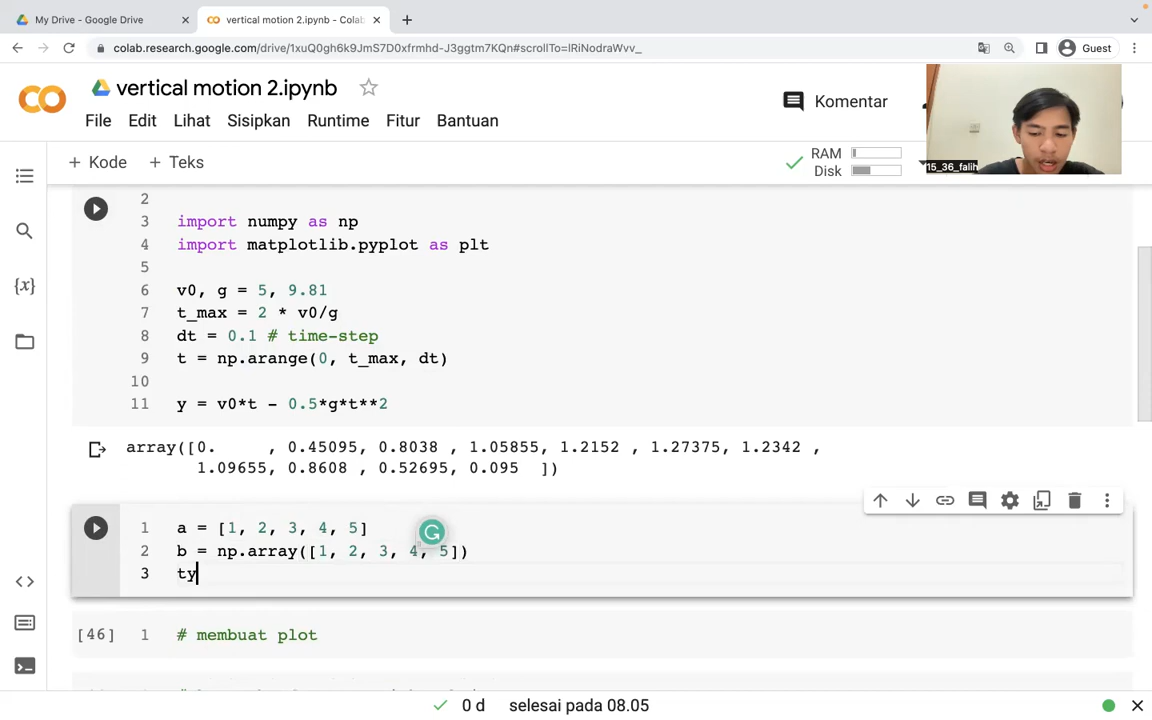 My Drive - Google Drive
vertical motion 2.ipynb - Colab
colab.research.google.com/drive/1xuQ0gh6k9JmS7D0xfrmhd-J3ggtm7KQn#scrollTo=lRiNodraWvv_
Guest
vertical motion 2.ipynb
File Edit Lihat Sisipkan Runtime Fitur Bantuan
Komentar
15_36_falih
+ Kode + Teks
RAM
Disk
2
3 import numpy as np
4 import matplotlib.pyplot as plt
5
6 v0, g = 5, 9.81
7 t_max = 2 * v0/g
8 dt = 0.1 # time-step
9 t = np.arange(0, t_max, dt)
10
11 y = v0*t - 0.5*g*t**2
array([0. , 0.45095, 0.8038 , 1.05855, 1.2152 , 1.27375, 1.2342 ,
1.09655, 0.8608 , 0.52695, 0.095 ])
1 a = [1, 2, 3, 4, 5]
2 b = np.array([1, 2, 3, 4, 5])
3 ty
[46] 1 # membuat plot
0 d selesai pada 08.05